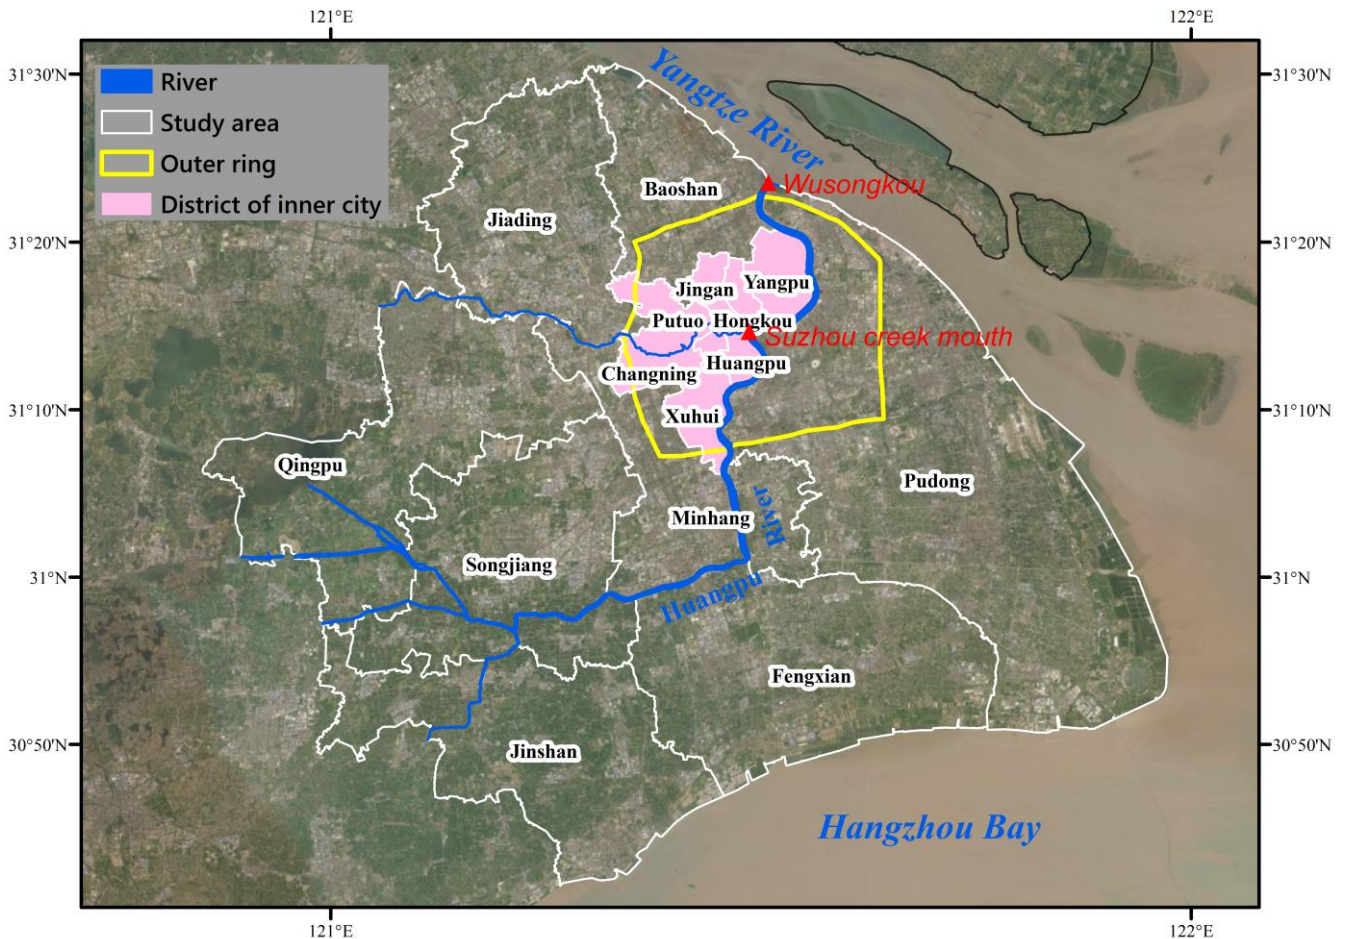 121°E
122°E
31°30'N
31°30'N
River
Study area
Outer ring
District of inner city
Yangtze River
Wusongkou
Baoshan
Jiading
31°20'N
31°20'N
Yangpu
Jingan
Putuo
Hongkou
Suzhou creek mouth
Huangpu
Changning
31°10'N
31°10'N
Xuhui
Qingpu
Pudong
Minhang
Songjiang
31°N
31°N
Huangpu River
Fengxian
30°50'N
30°50'N
Jinshan
Hangzhou Bay
121°E
122°E